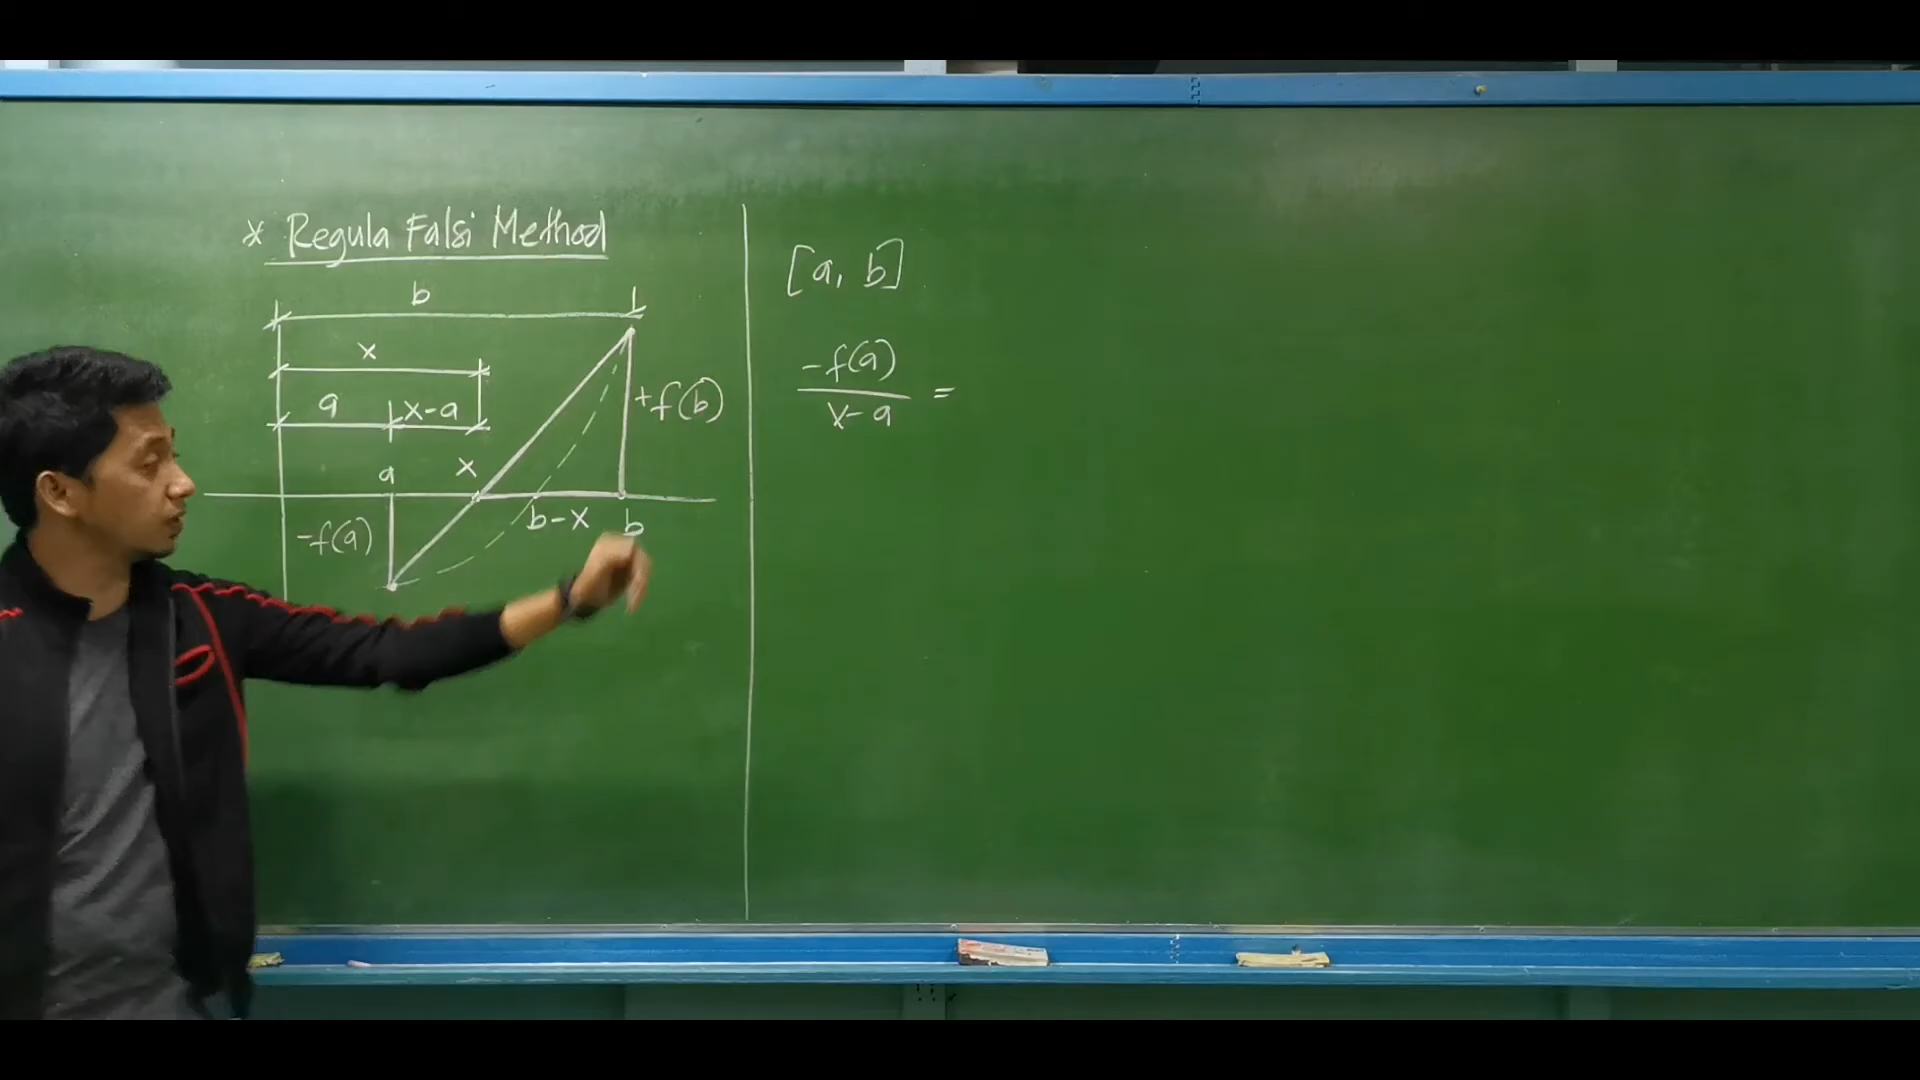 * Regula Falsi Method
b
x
a
x-a
+f(b)
a
x
-f(a)
b-x
b
[a, b]
-f(a)
x-a
=